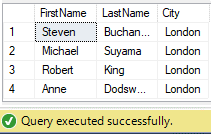 FirstName LastName City
1 Steven Buchan... London
2 Michael Suyama London
3 Robert King London
4 Anne Dodsw... London
Query executed successfully.